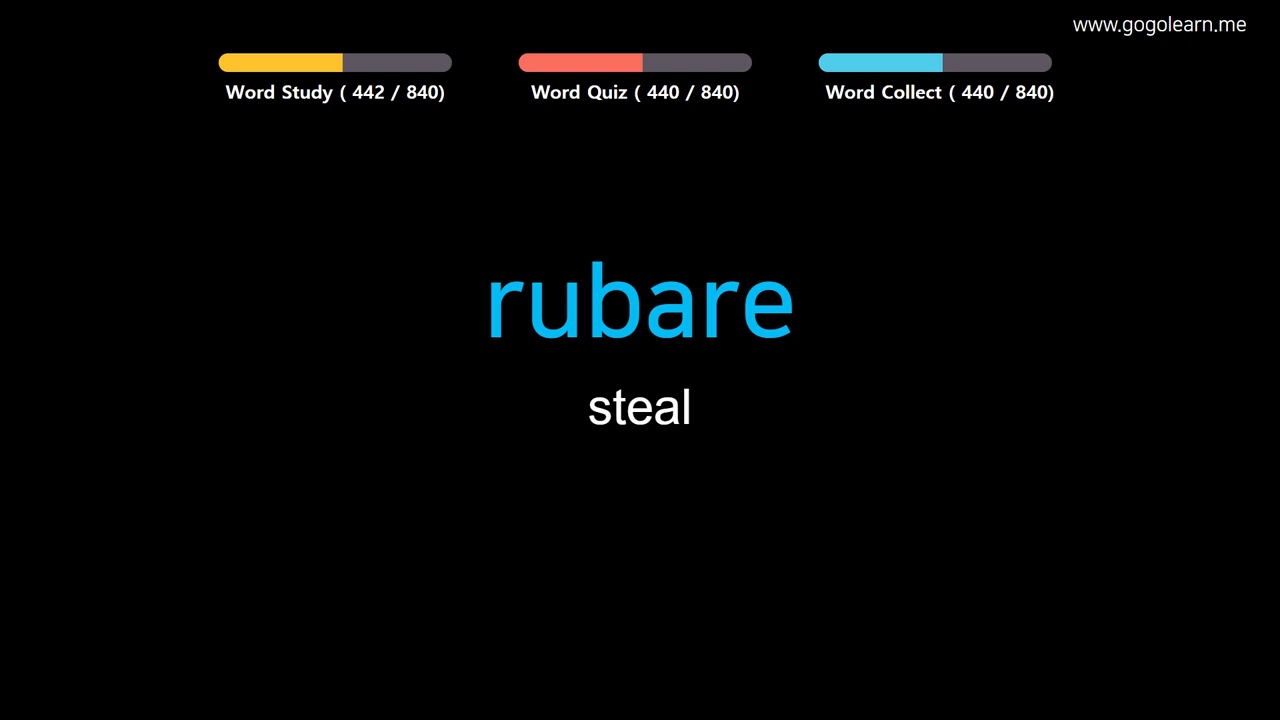 www.gogolearn.me
Word Study ( 442 / 840)
Word Quiz ( 440 / 840)
Word Collect ( 440 / 840)
rubare
steal